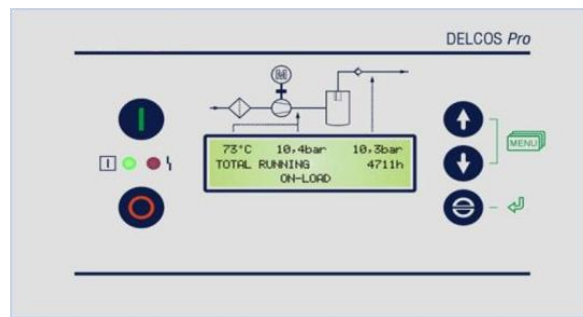 DELCOS Pro
M
73°C 10,4bar 10,3bar
TOTAL RUNNING 4711h
ON-LOAD
MENU